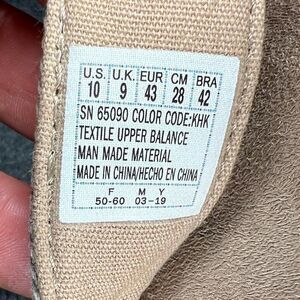 U.S. U.K. EUR CM BRA
10 9 43 28 42
SN 65090 COLOR CODE:KHK
TEXTILE UPPER BALANCE
MAN MADE MATERIAL
MADE IN CHINA/HECHO EN CHINA
F M Y
50-60 03-19